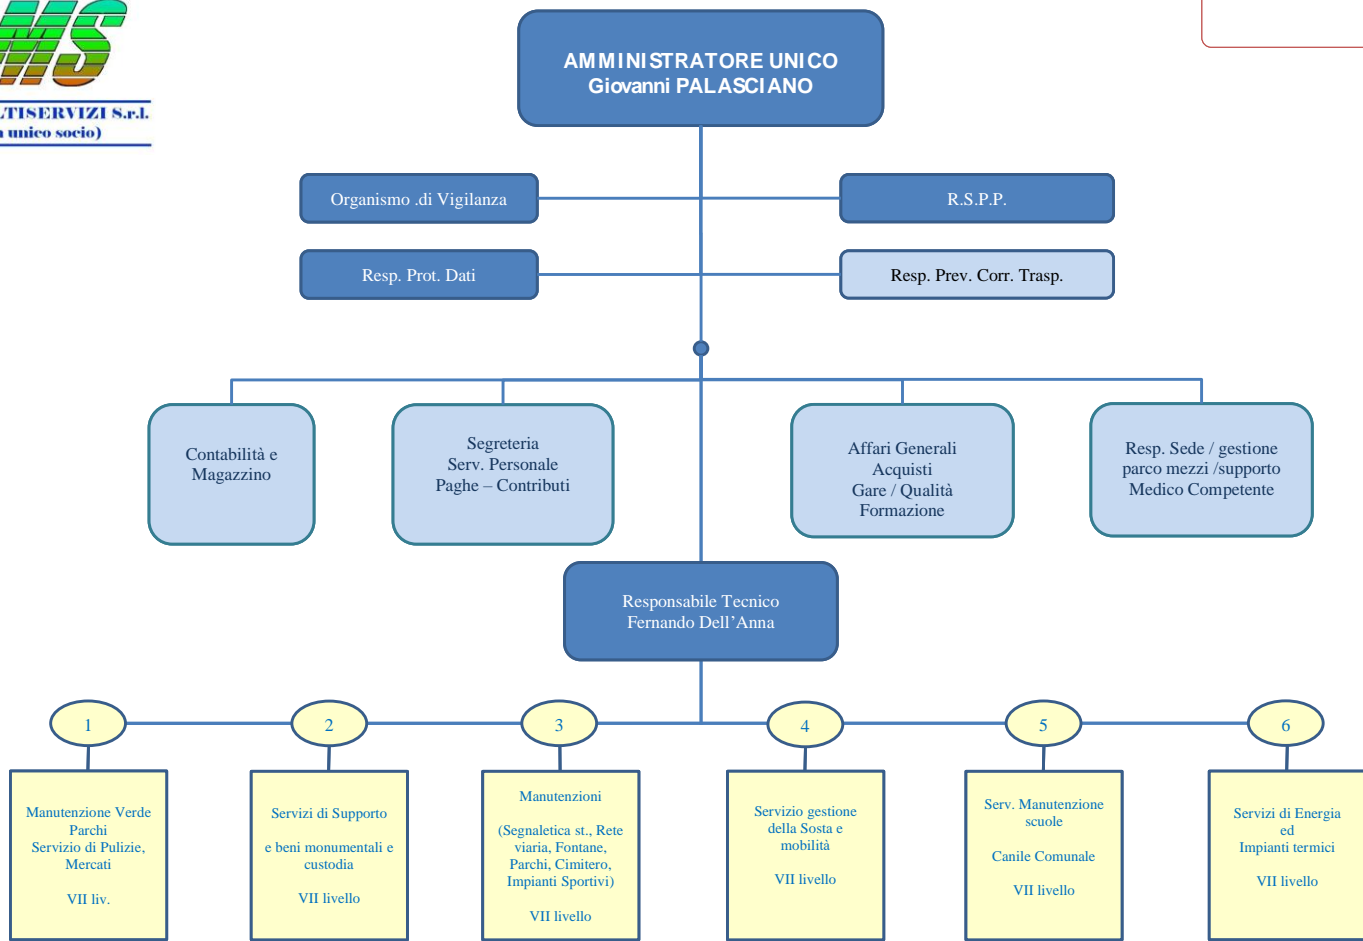 MS
LTISERVIZI S.r.l.
unico socio)
AMMINISTRATORE UNICO
Giovanni PALASCIANO
Organismo .di Vigilanza
R.S.P.P.
Resp. Prot. Dati
Resp. Prev. Corr. Trasp.
Contabilità e
Magazzino
Segreteria
Serv. Personale
Paghe – Contributi
Affari Generali
Acquisti
Gare / Qualità
Formazione
Resp. Sede / gestione
parco mezzi /supporto
Medico Competente
Responsabile Tecnico
Fernando Dell’Anna
1
2
3
4
5
6
Manutenzione Verde
Parchi
Servizio di Pulizie,
Mercati
VII liv.
Servizi di Supporto
e beni monumentali e
custodia
VII livello
Manutenzioni
(Segnaletica st., Rete
viaria, Fontane,
Parchi, Cimitero,
Impianti Sportivi)
VII livello
Servizio gestione
della Sosta e
mobilità
VII livello
Serv. Manutenzione
scuole
Canile Comunale
VII livello
Servizi di Energia
ed
Impianti termici
VII livello